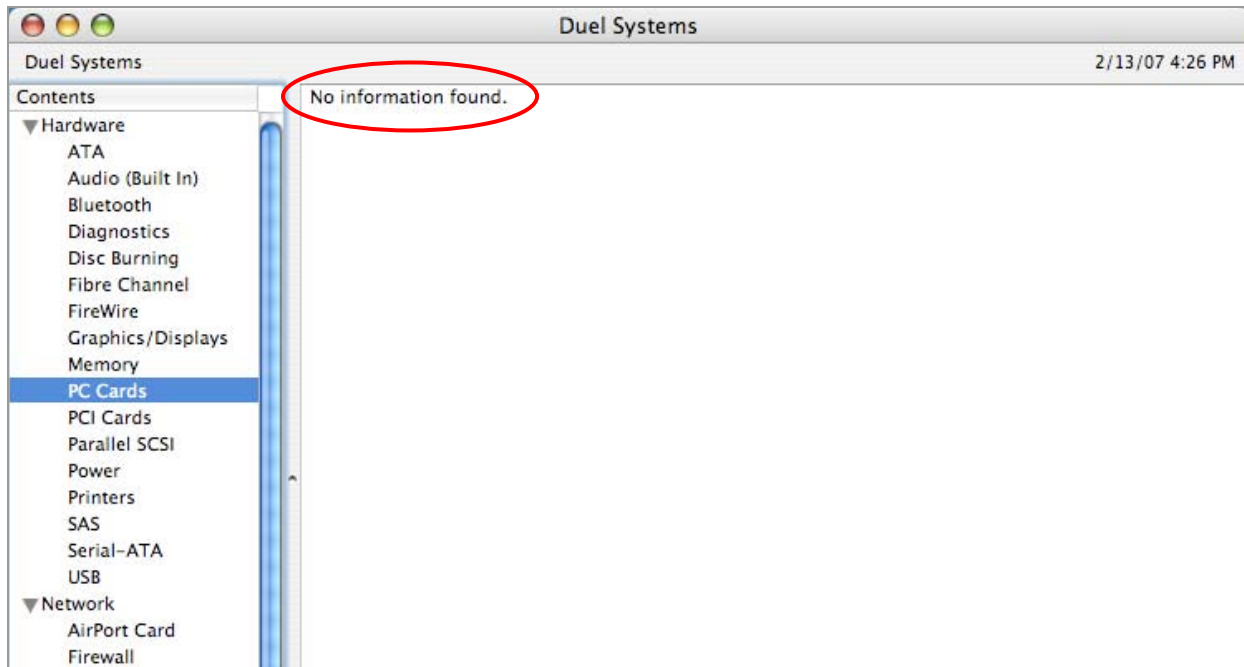 Duel Systems
Duel Systems 2/13/07 4:26 PM
Contents
No information found.
Hardware
ATA
Audio (Built In)
Bluetooth
Diagnostics
Disc Burning
Fibre Channel
FireWire
Graphics/Displays
Memory
PC Cards
PCI Cards
Parallel SCSI
Power
Printers
SAS
Serial-ATA
USB
Network
AirPort Card
Firewall